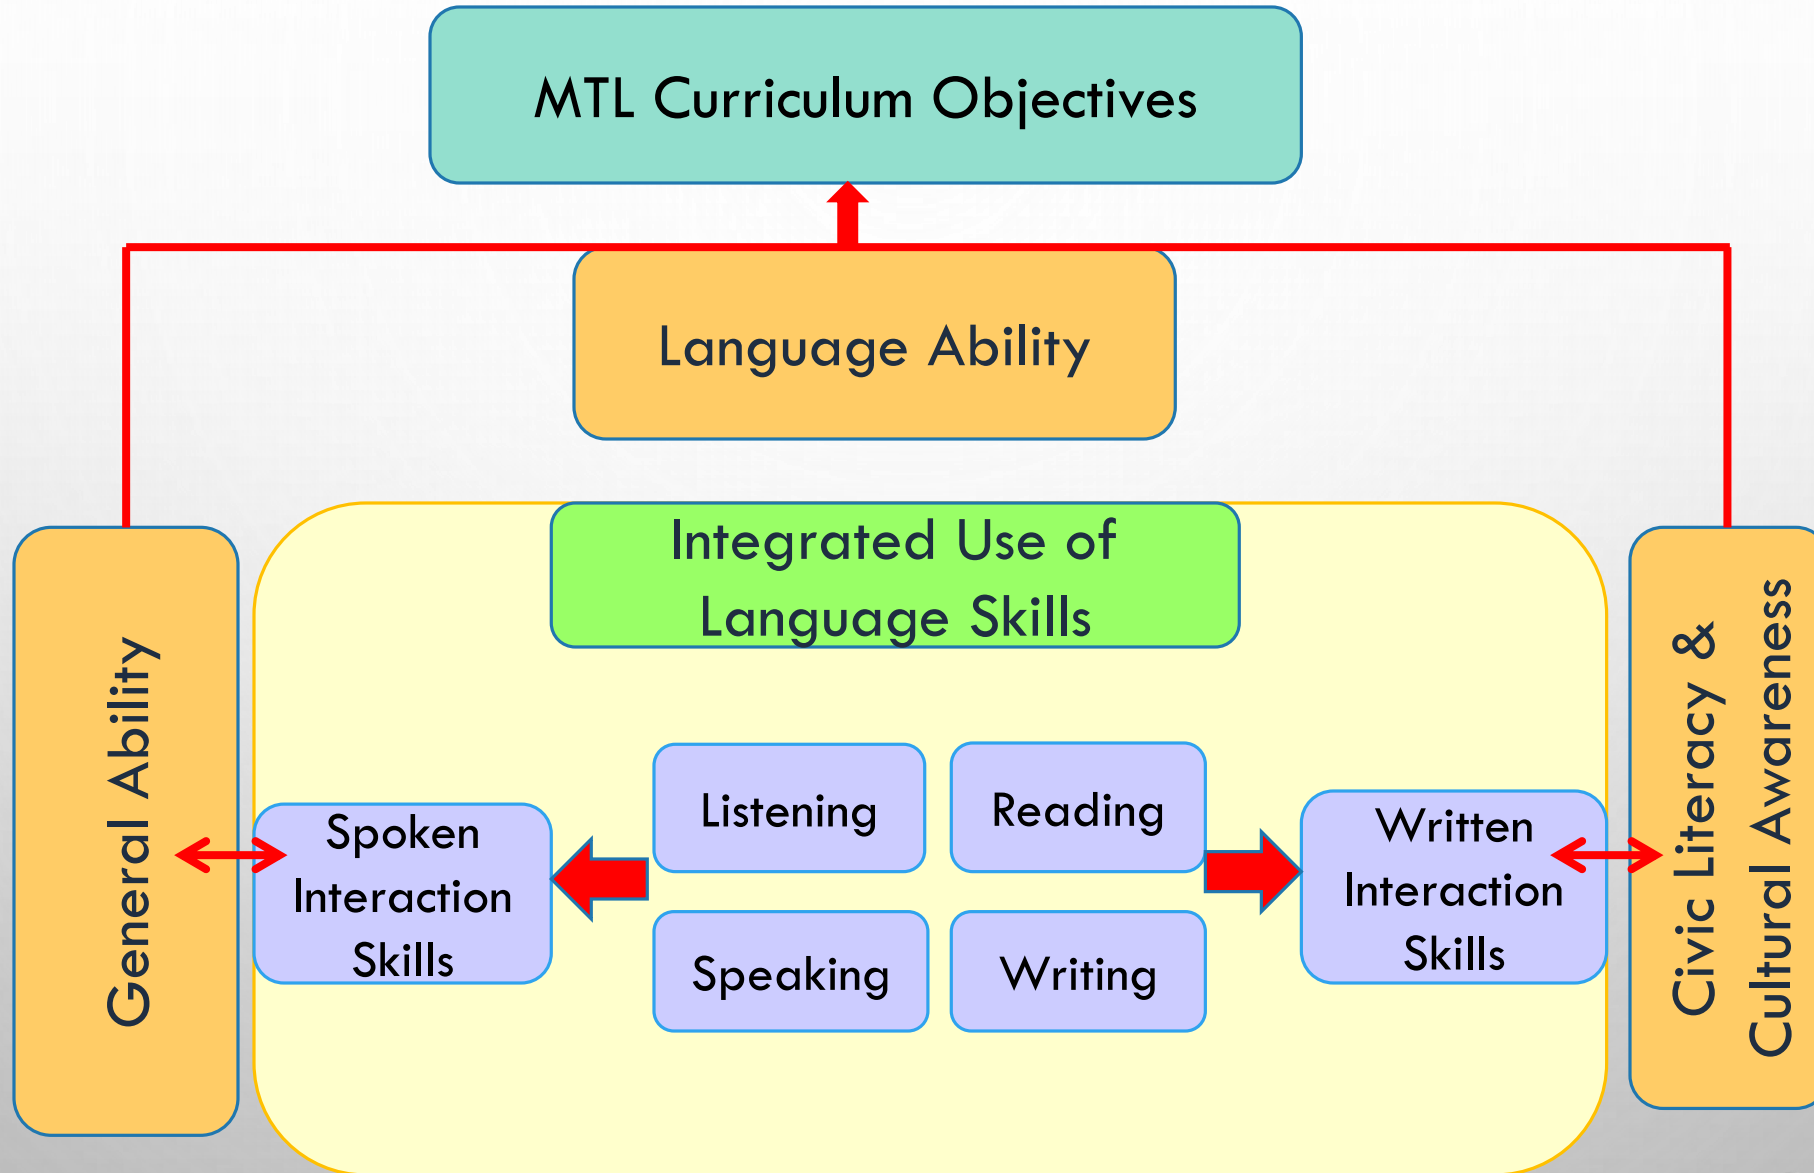 MTL Curriculum Objectives
Language Ability
Integrated Use of
Language Skills
General Ability
Spoken
Interaction
Skills
Listening
Reading
Speaking
Writing
Written
Interaction
Skills
Civic Literacy &
Cultural Awareness